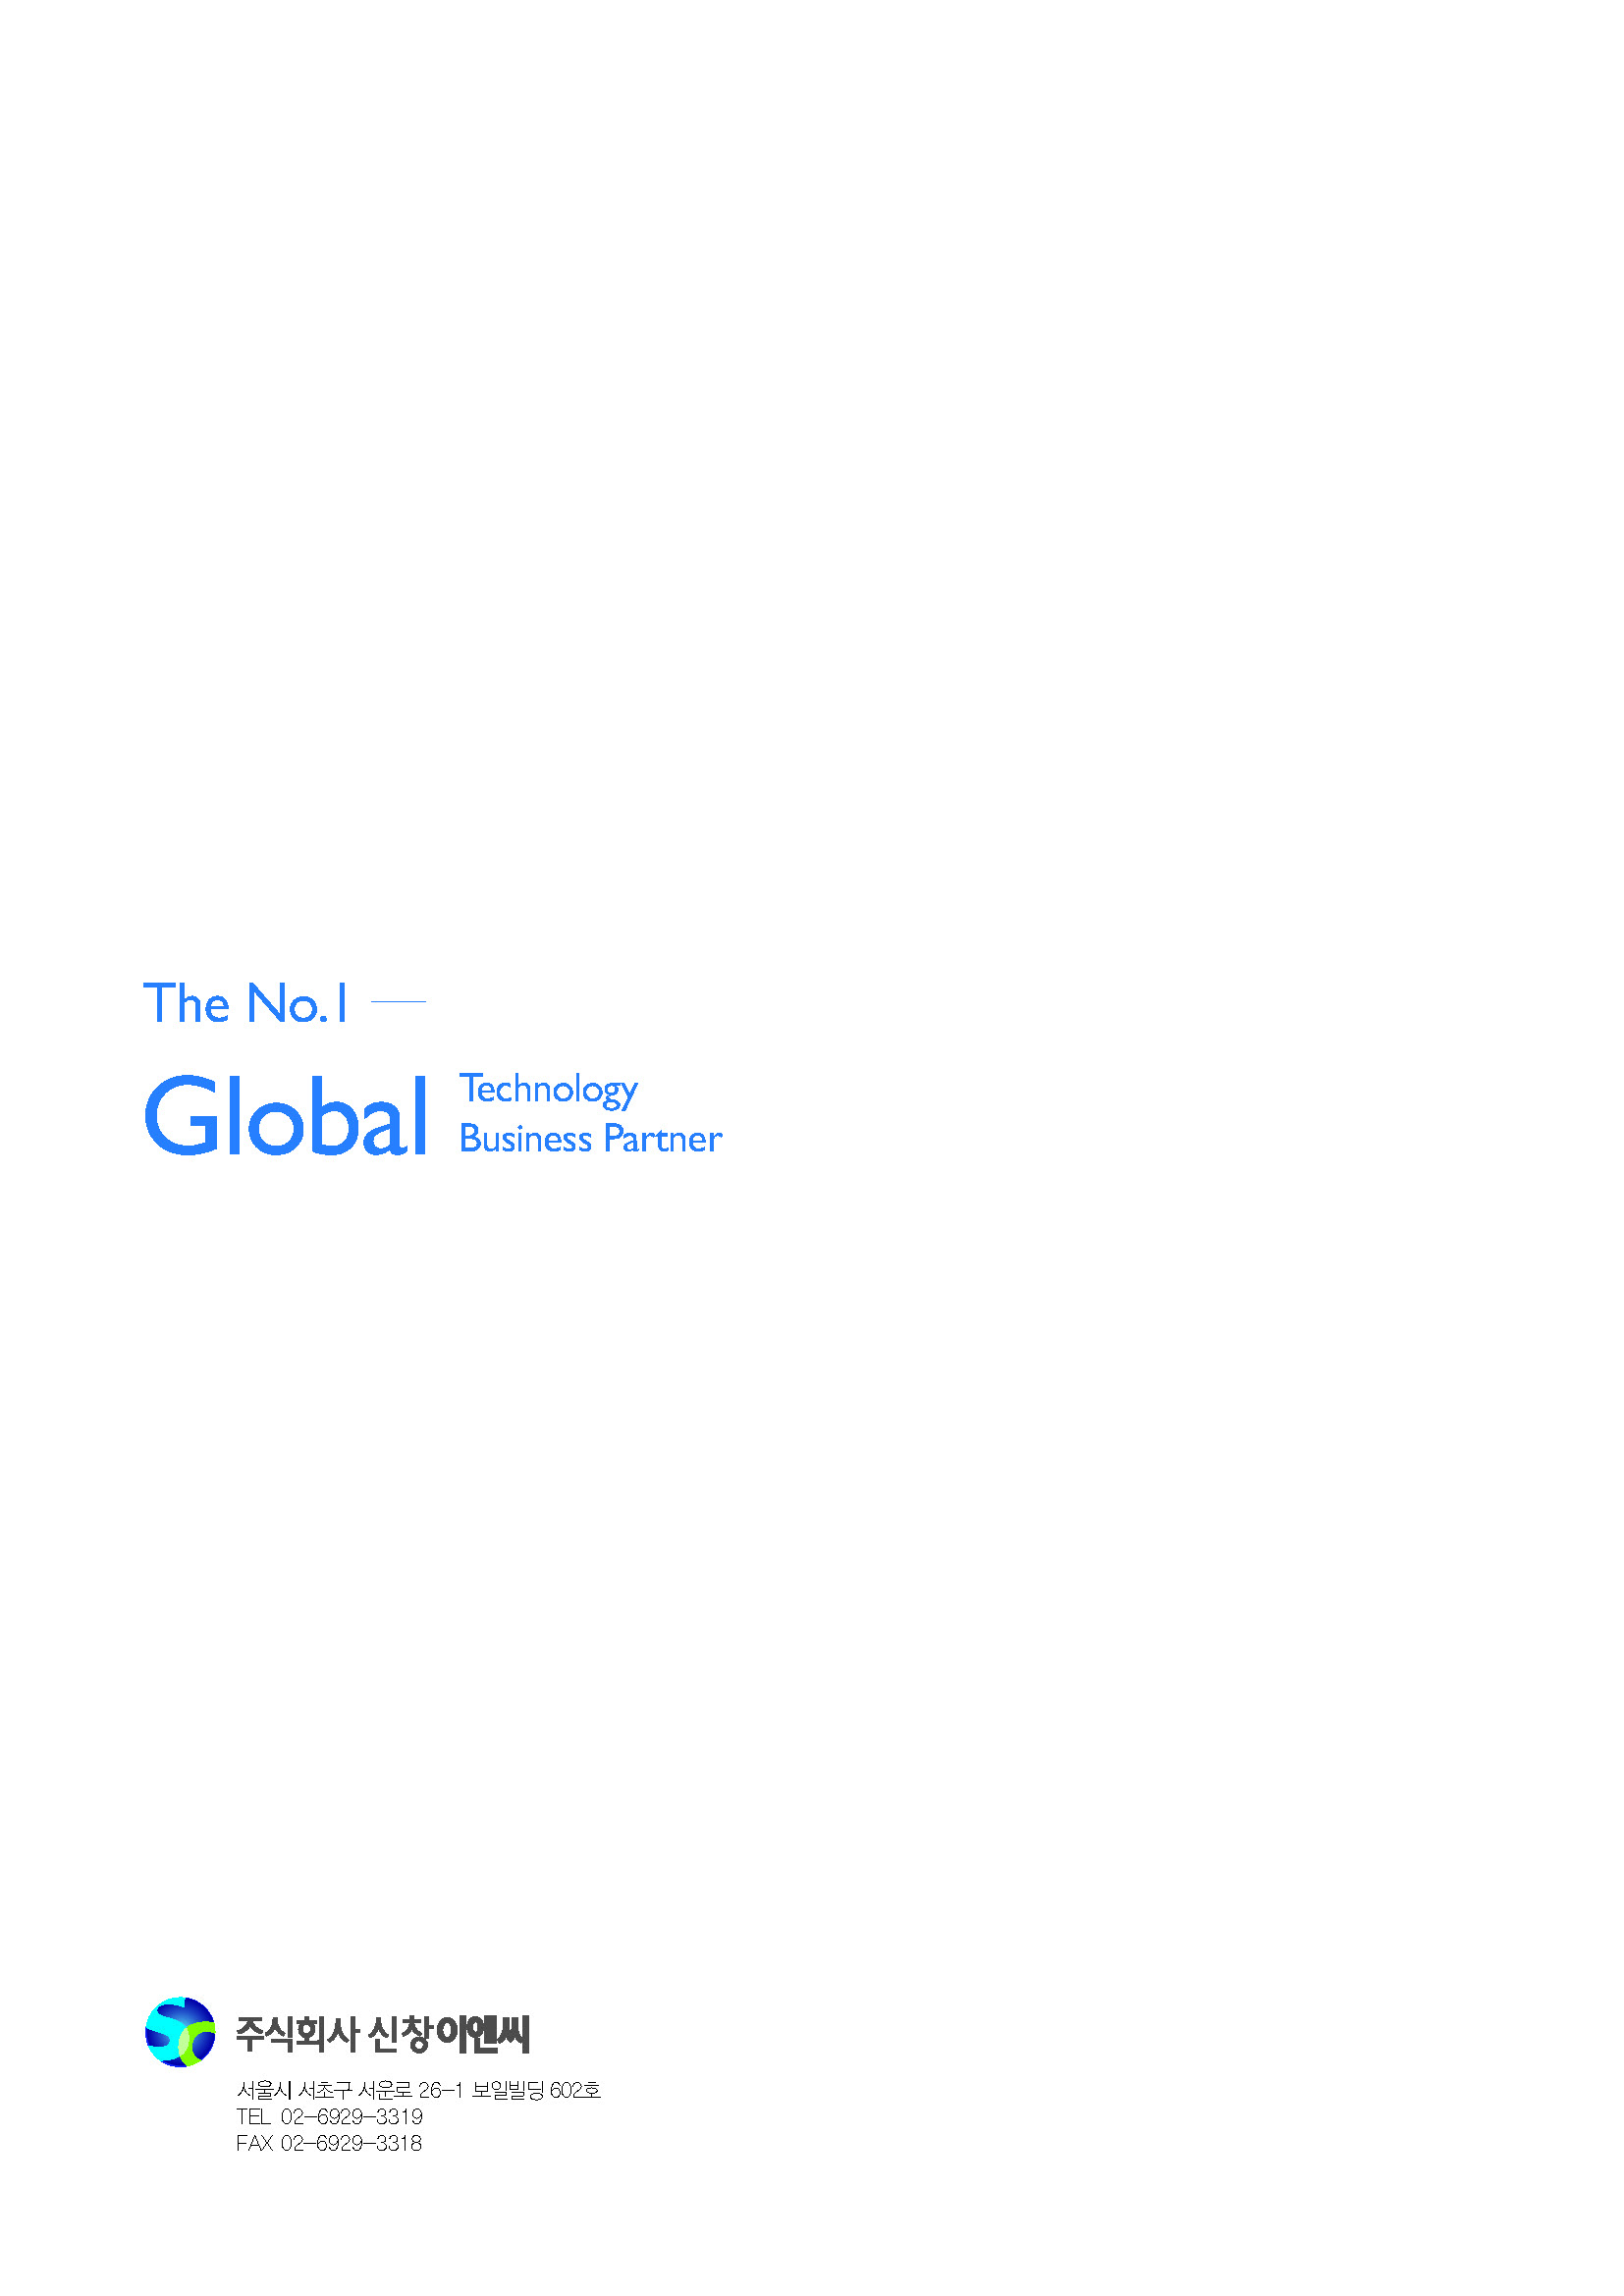 The No.1
Global
Technology
Business Partner
주식회사 신창이엔씨
서울시 서초구 서운로 26-1 보일빌딩 602호
TEL 02-6929-3319
FAX 02-6929-3318